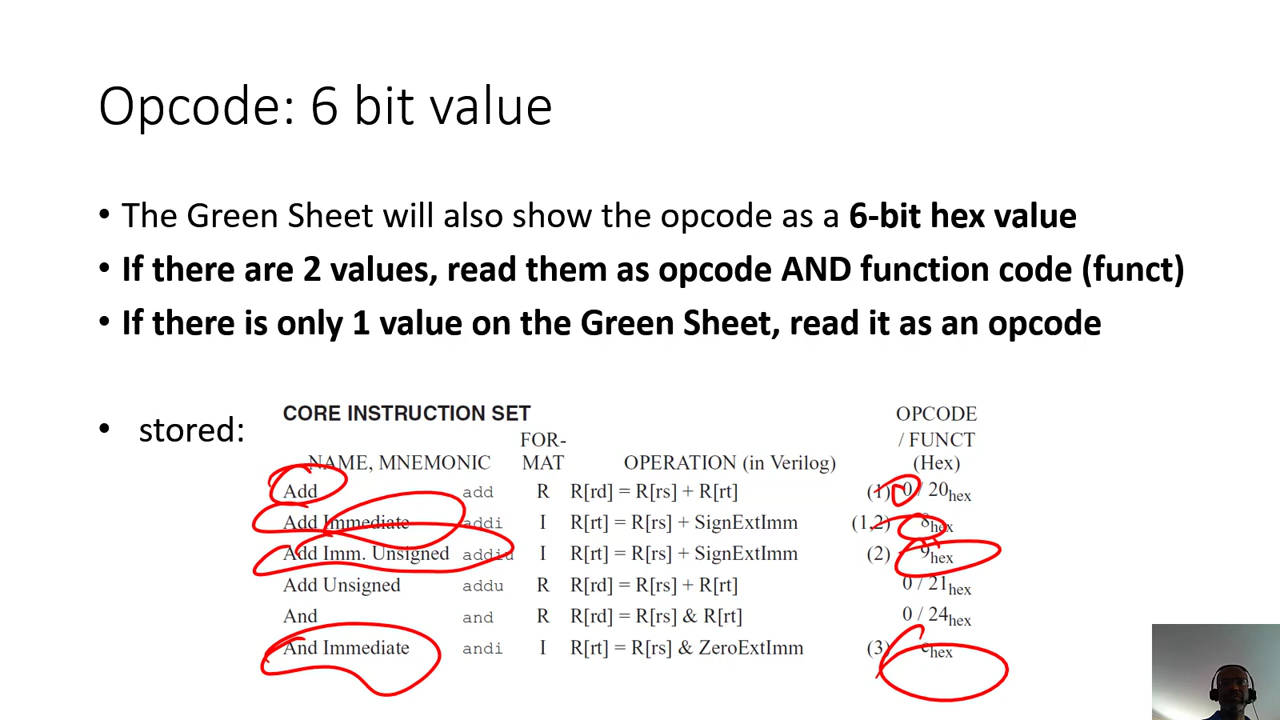 Opcode: 6 bit value
• The Green Sheet will also show the opcode as a 6-bit hex value
• If there are 2 values, read them as opcode AND function code (funct)
• If there is only 1 value on the Green Sheet, read it as an opcode
• stored:
CORE INSTRUCTION SET OPCODE
FOR- / FUNCT
NAME, MNEMONIC MAT OPERATION (in Verilog) (Hex)
Add add R R[rd] = R[rs] + R[rt] (1) 0 / 20hex
Add Immediate addi I R[rt] = R[rs] + SignExtImm (1,2) 8hex
Add Imm. Unsigned addiu I R[rt] = R[rs] + SignExtImm (2) 9hex
Add Unsigned addu R R[rd] = R[rs] + R[rt] 0 / 21hex
And and R R[rd] = R[rs] & R[rt] 0 / 24hex
And Immediate andi I R[rt] = R[rs] & ZeroExtImm (3) chex